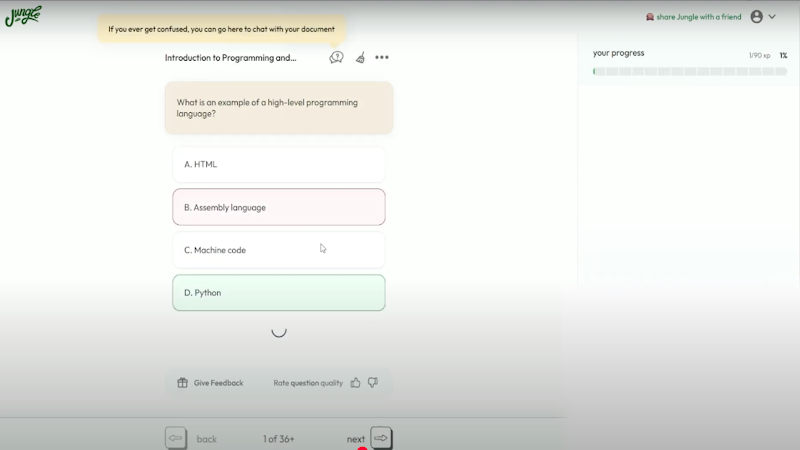 Jungle
If you ever get confused, you can go here to chat with your document
share Jungle with a friend
Introduction to Programming and...
your progress
1/90 xp 1%
What is an example of a high-level programming
language?
A. HTML
B. Assembly language
C. Machine code
D. Python
Give Feedback
Rate question quality
back
1 of 36+
next